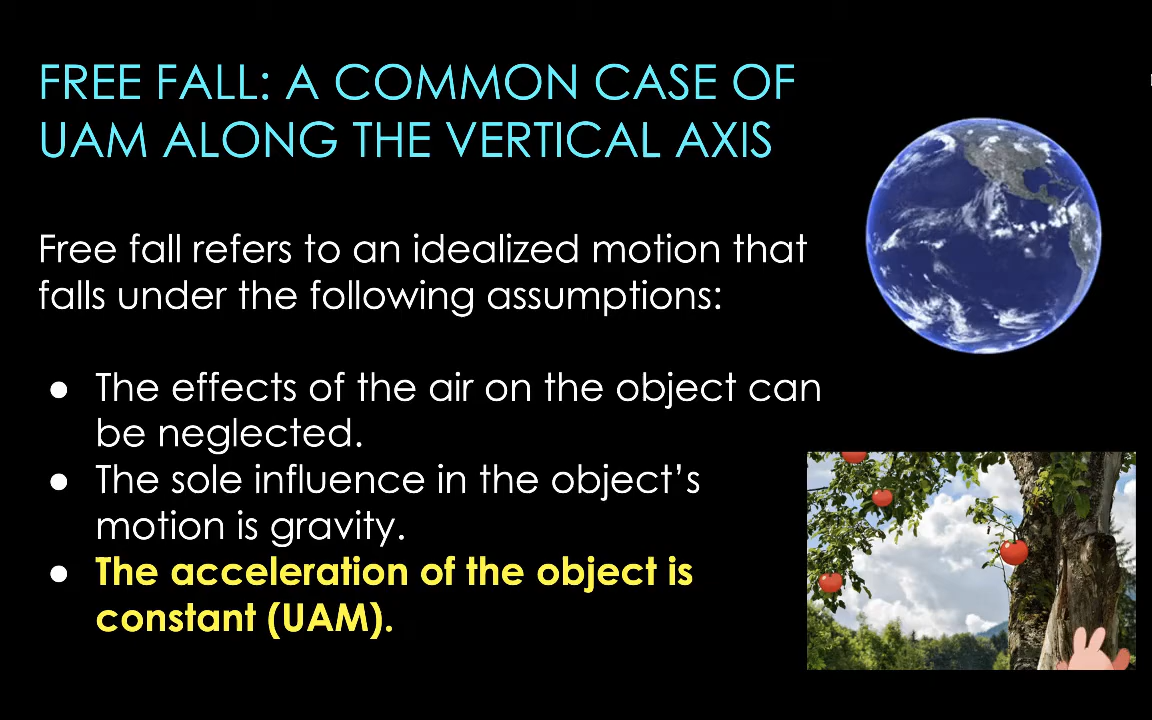 FREE FALL: A COMMON CASE OF
UAM ALONG THE VERTICAL AXIS
Free fall refers to an idealized motion that
falls under the following assumptions:
● The effects of the air on the object can
be neglected.
● The sole influence in the object’s
motion is gravity.
● The acceleration of the object is
constant (UAM).